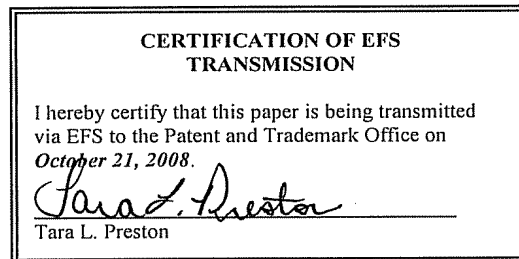 CERTIFICATION OF EFS
TRANSMISSION
I hereby certify that this paper is being transmitted
via EFS to the Patent and Trademark Office on
October 21, 2008.
Tara L. Preston
Tara L. Preston